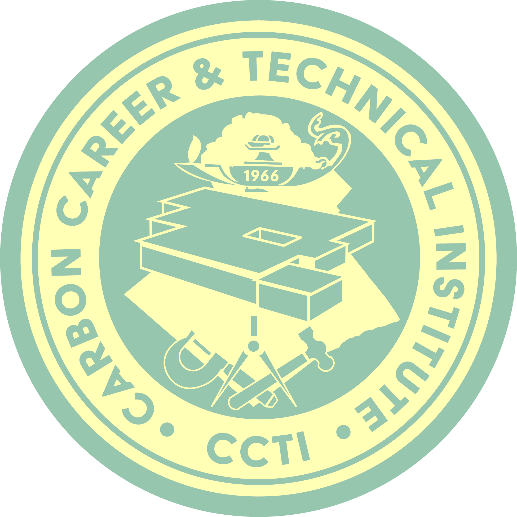 CARBON CAREER & TECHNICAL INSTITUTE
1966
CCTI